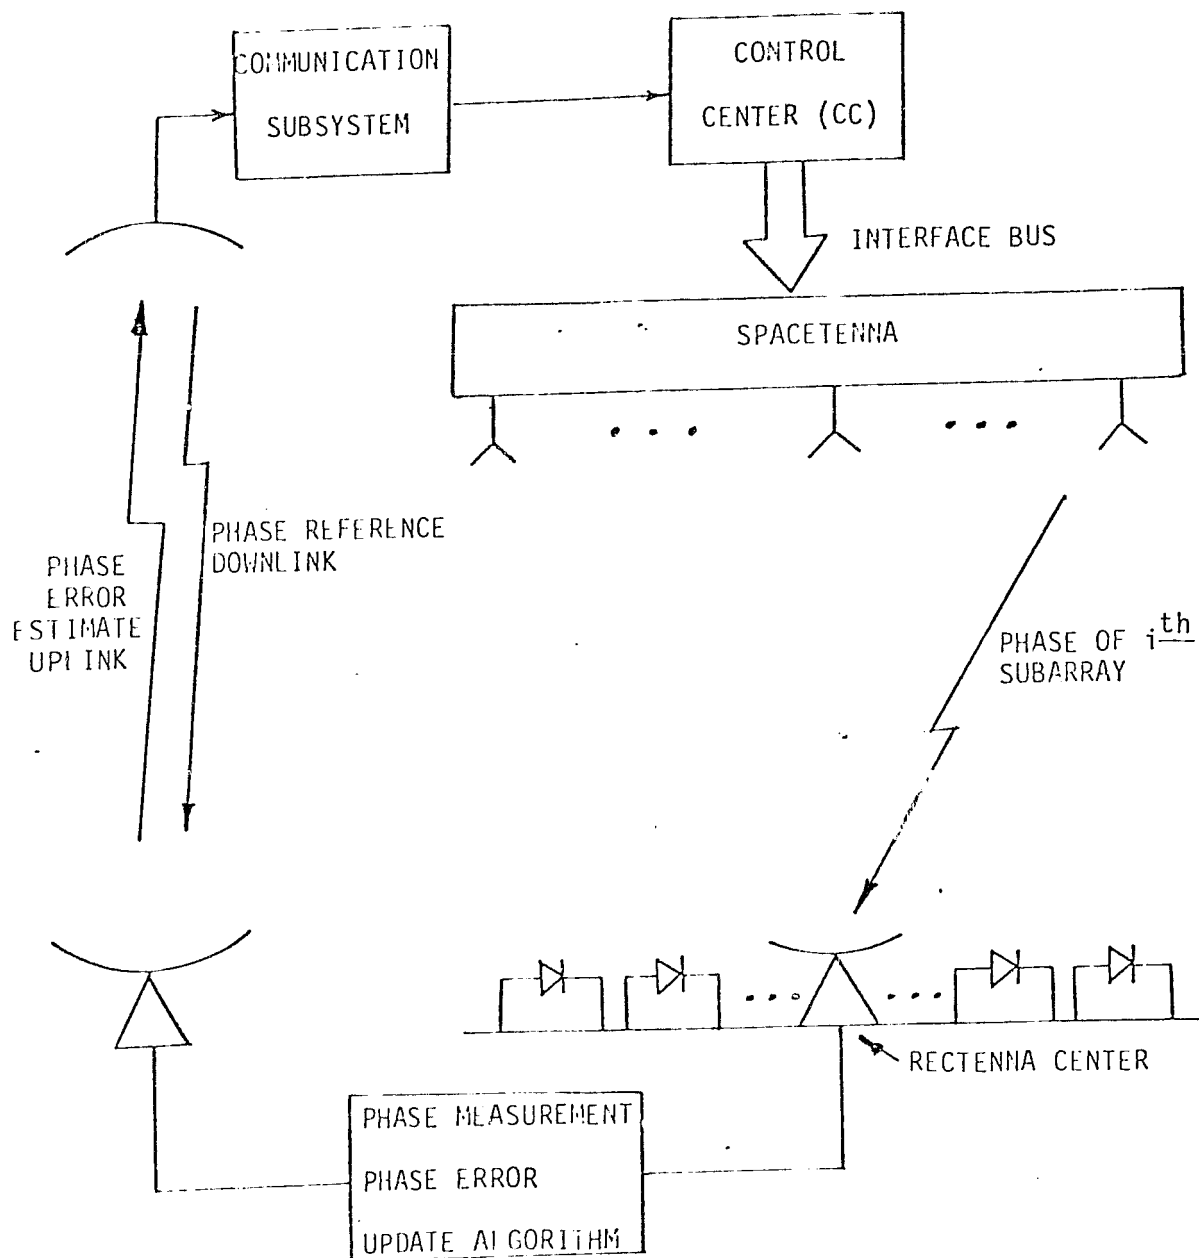 COMMUNICATION
SUBSYSTEM
CONTROL
CENTER (CC)
INTERFACE BUS
SPACETENNA
PHASE REFERENCE
DOWNLINK
PHASE
ERROR
ESTIMATE
UPLINK
PHASE OF ith
SUBARRAY
RECTENNA CENTER
PHASE MEASUREMENT
PHASE ERROR
UPDATE ALGORITHM